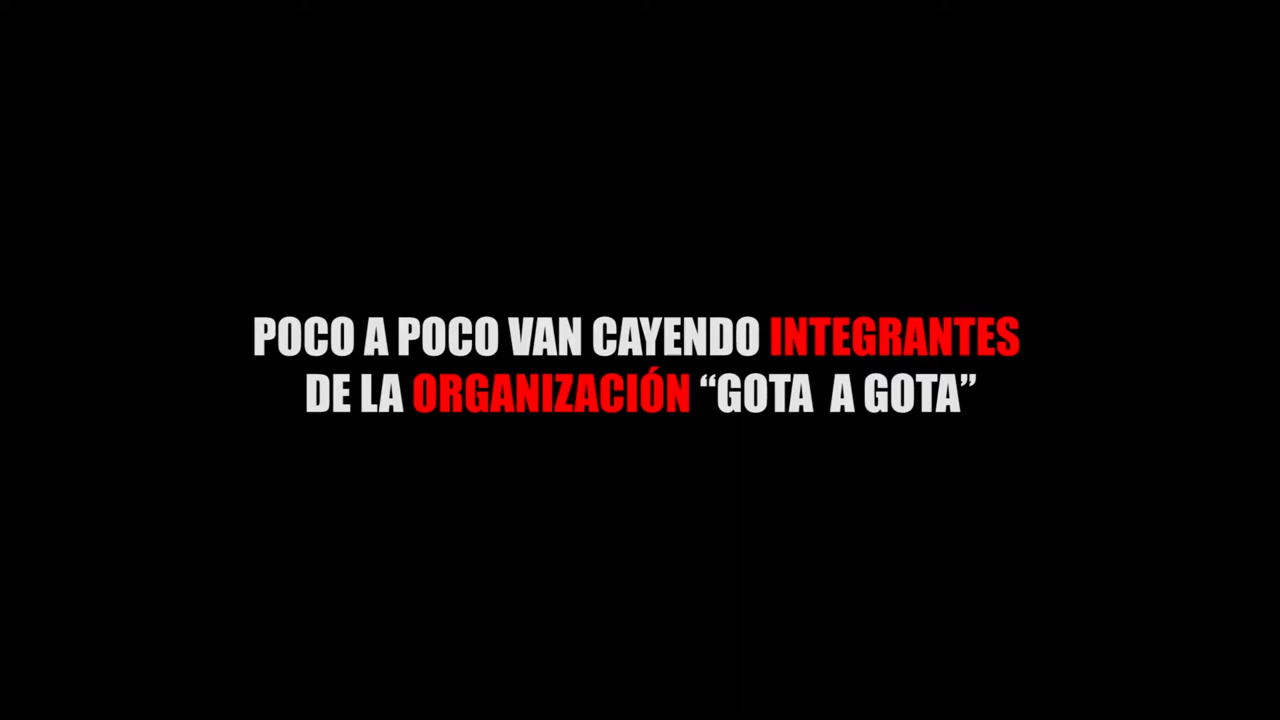 POCO A POCO VAN CAYENDO INTEGRANTES
DE LA ORGANIZACIÓN “GOTA  A GOTA”